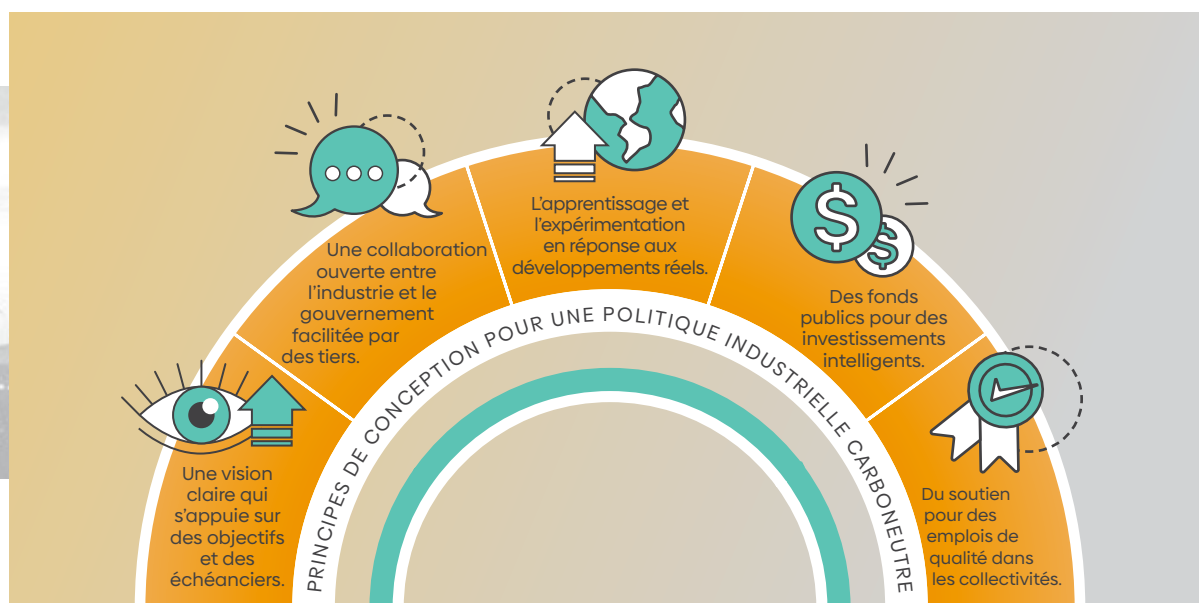 Une vision
claire qui
s'appuie sur
des objectifs
et des
échéanciers.
Une collaboration
ouverte entre
l'industrie et le
gouvernement
facilitée par
des tiers.
L'apprentissage et
l'expérimentation
en réponse aux
développements réels.
Des fonds
publics pour des
investissements
intelligents.
Du soutien
pour des
emplois de
qualité dans
les collectivités.
PRINCIPES DE CONCEPTION POUR UNE POLITIQUE INDUSTRIELLE CARBONEUTRE